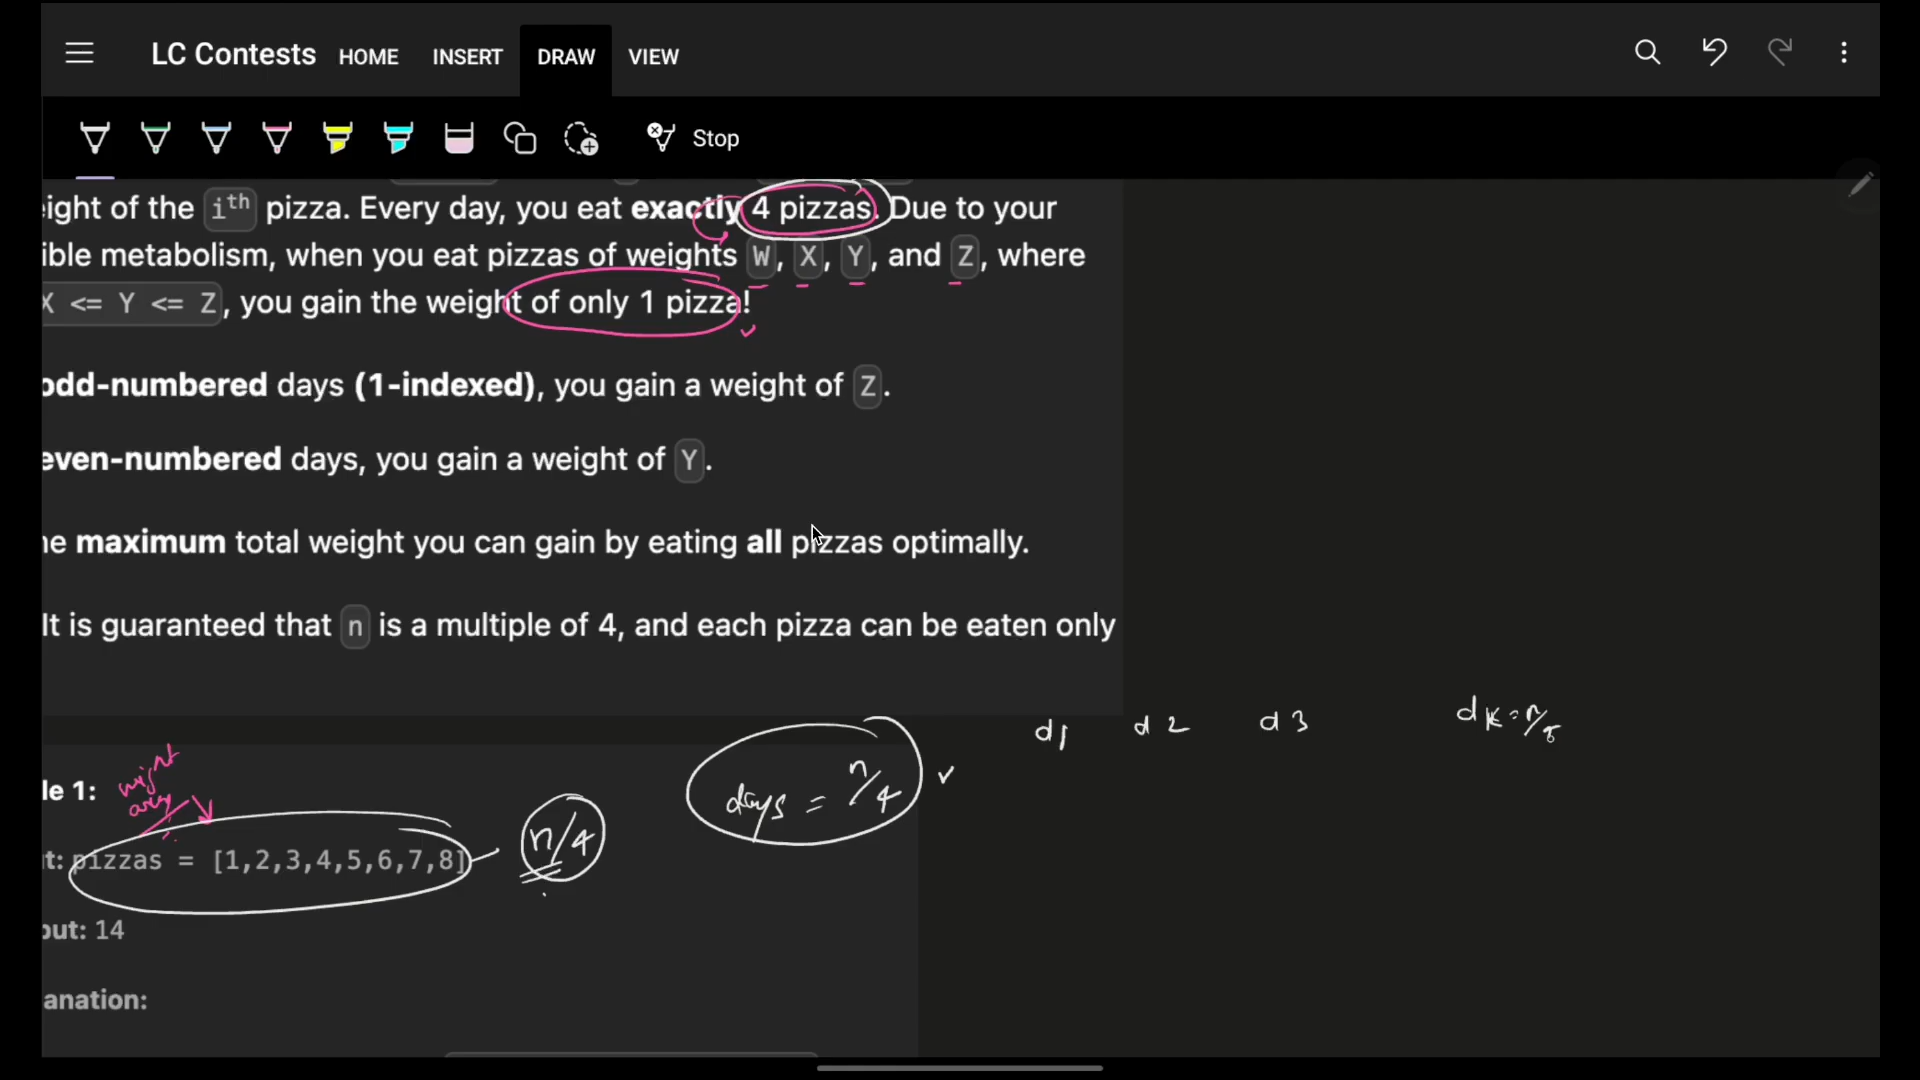 LC Contests HOME INSERT DRAW VIEW
Stop
ight of the ith pizza. Every day, you eat exactly 4 pizzas. Due to your
ible metabolism, when you eat pizzas of weights W, X, Y, and Z, where
X <= Y <= Z, you gain the weight of only 1 pizza!
odd-numbered days (1-indexed), you gain a weight of Z.
even-numbered days, you gain a weight of Y.
he maximum total weight you can gain by eating all pizzas optimally.
It is guaranteed that n is a multiple of 4, and each pizza can be eaten only
d1 d2 d3
le 1:
weight
array
days = n/4
n/4
t: pizzas = [1,2,3,4,5,6,7,8]
out: 14
anation: